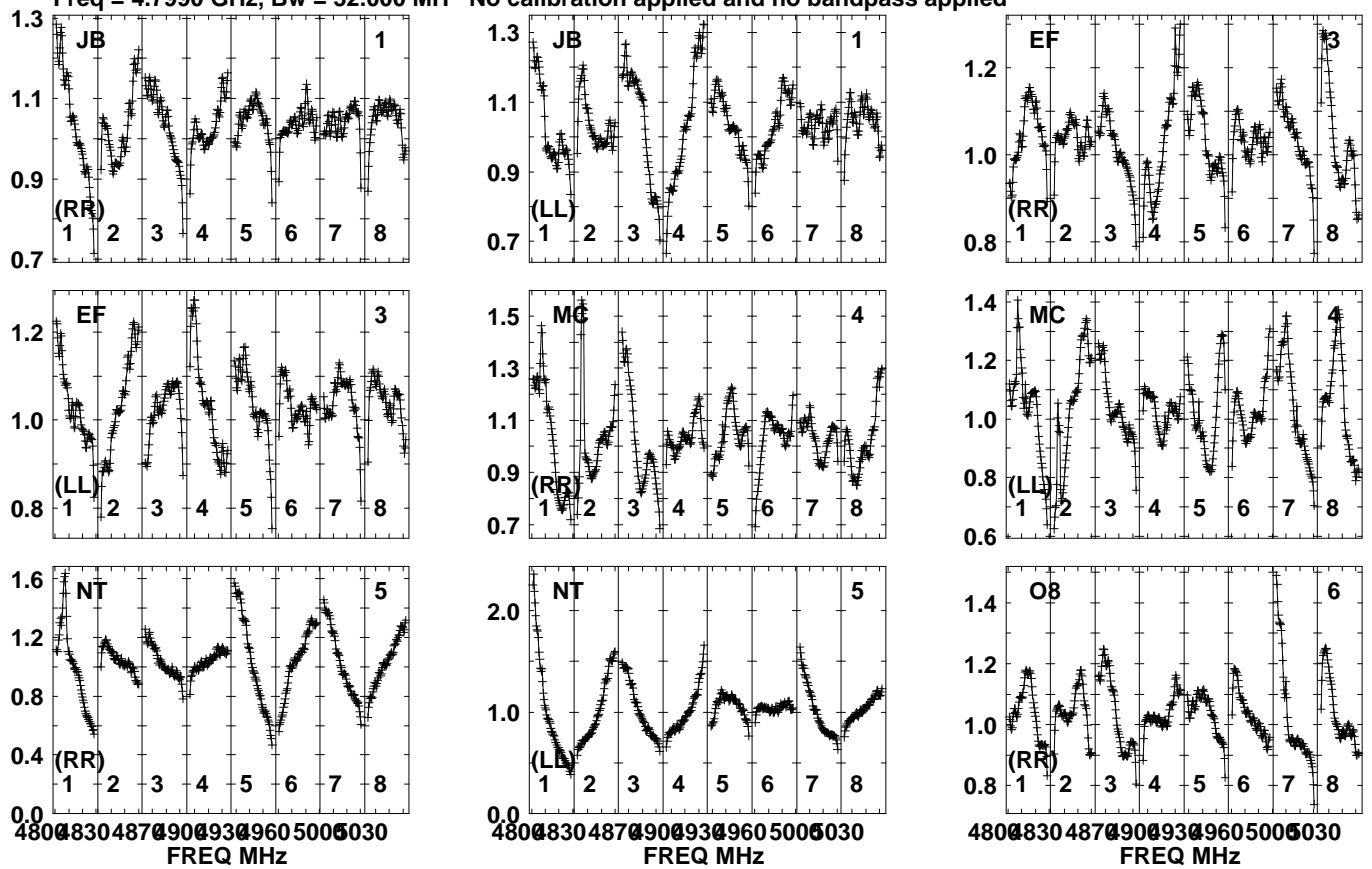 Freq = 4.7990 GHz, Bw = 32.000 MH No calibration applied and no bandpass applied
1.3 JB 1
1.1
0.9
(RR)
1 2 3 4 5 6 7 8
0.7
1.3 JB 1
1.1
0.9
(LL)
1 2 3 4 5 6 7 8
0.7
EF 3
1.2
1.0
(RR)
1 2 3 4 5 6 7 8
0.8
EF 3
1.2
1.0
(LL)
1 2 3 4 5 6 7 8
0.8
1.5 MC 4
1.3
1.1
0.9
(RR)
1 2 3 4 5 6 7 8
0.7
1.4 MC 4
1.2
1.0
0.8
(LL)
1 2 3 4 5 6 7 8
0.6
1.6 NT 5
1.2
0.8
0.4
(RR)
1 2 3 4 5 6 7 8
0.0
4800 4830 4870 4900 4930 4960 5000 5030
FREQ MHz
NT 5
2.0
1.0
(LL)
1 2 3 4 5 6 7 8
0.0
4800 4830 4870 4900 4930 4960 5000 5030
FREQ MHz
O8 6
1.4
1.2
1.0
(RR)
0.8
1 2 3 4 5 6 7 8
4800 4830 4870 4900 4930 4960 5000 5030
FREQ MHz